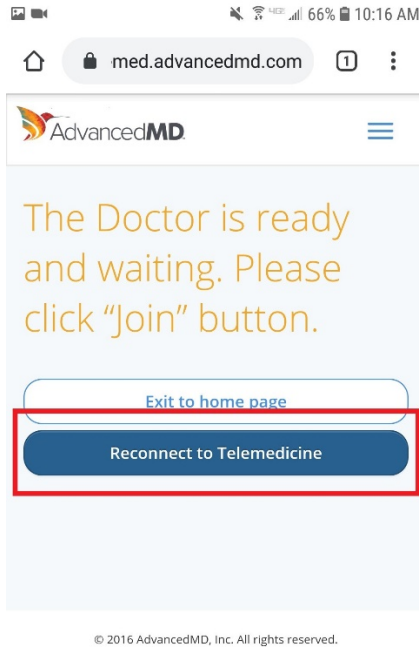 66% 10:16 AM
:med.advancedmd.com 1
AdvancedMD
The Doctor is ready
and waiting. Please
click “Join” button.
Exit to home page
Reconnect to Telemedicine
© 2016 AdvancedMD, Inc. All rights reserved.